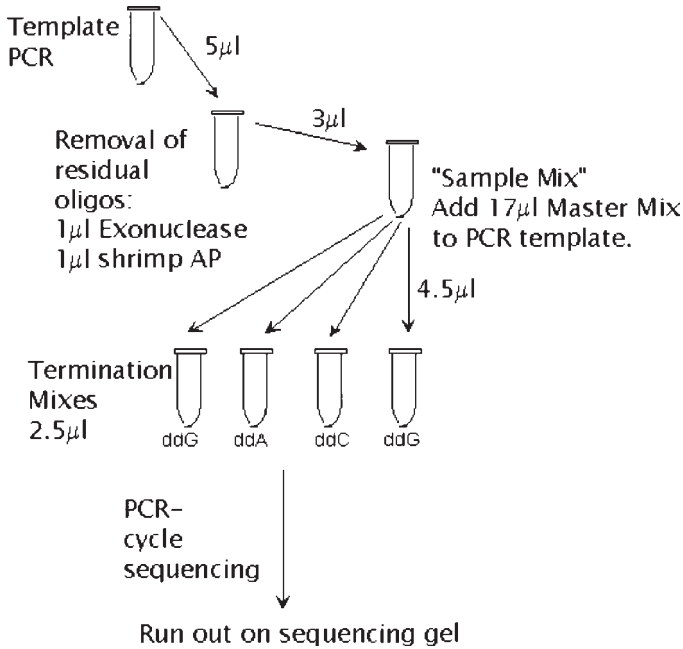 Template
PCR
5μl
3μl
Removal of
residual
oligos:
1μl Exonuclease
1μl shrimp AP
"Sample Mix"
Add 17μl Master Mix
to PCR template.
4.5μl
Termination
Mixes
2.5μl
ddG ddA ddC ddG
PCR-
cycle
sequencing
Run out on sequencing gel